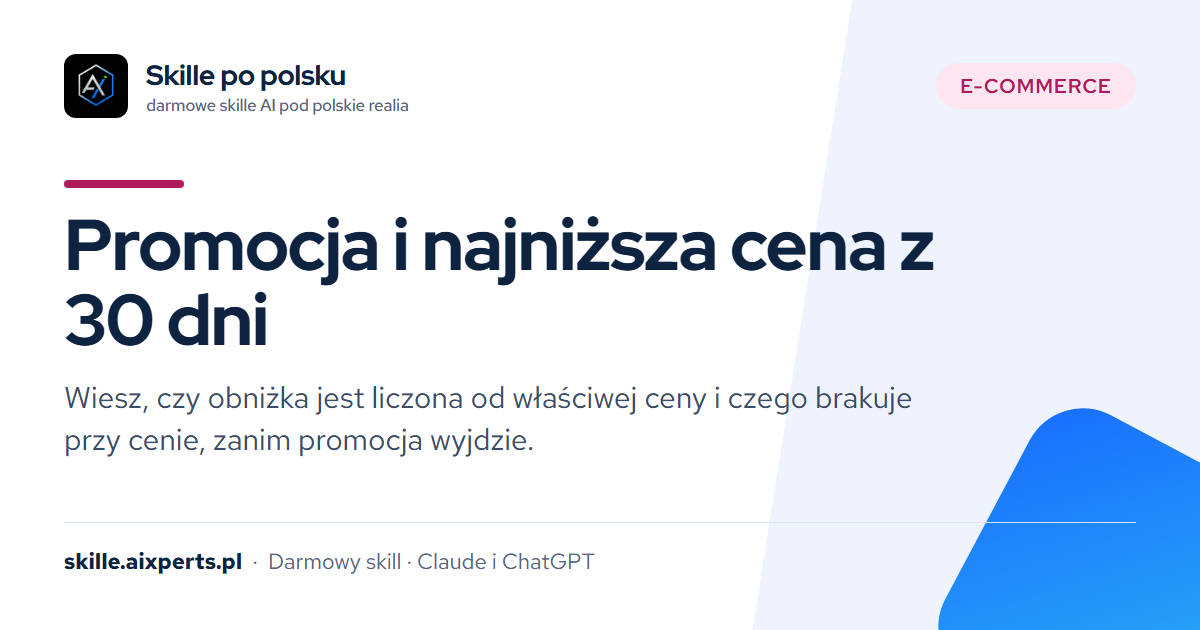 Skille po polsku
darmowe skille AI pod polskie realia
E-COMMERCE
Promocja i najniższa cena z
30 dni
Wiesz, czy obniżka jest liczona od właściwej ceny i czego brakuje
przy cenie, zanim promocja wyjdzie.
skille.aixperts.pl · Darmowy skill · Claude i ChatGPT